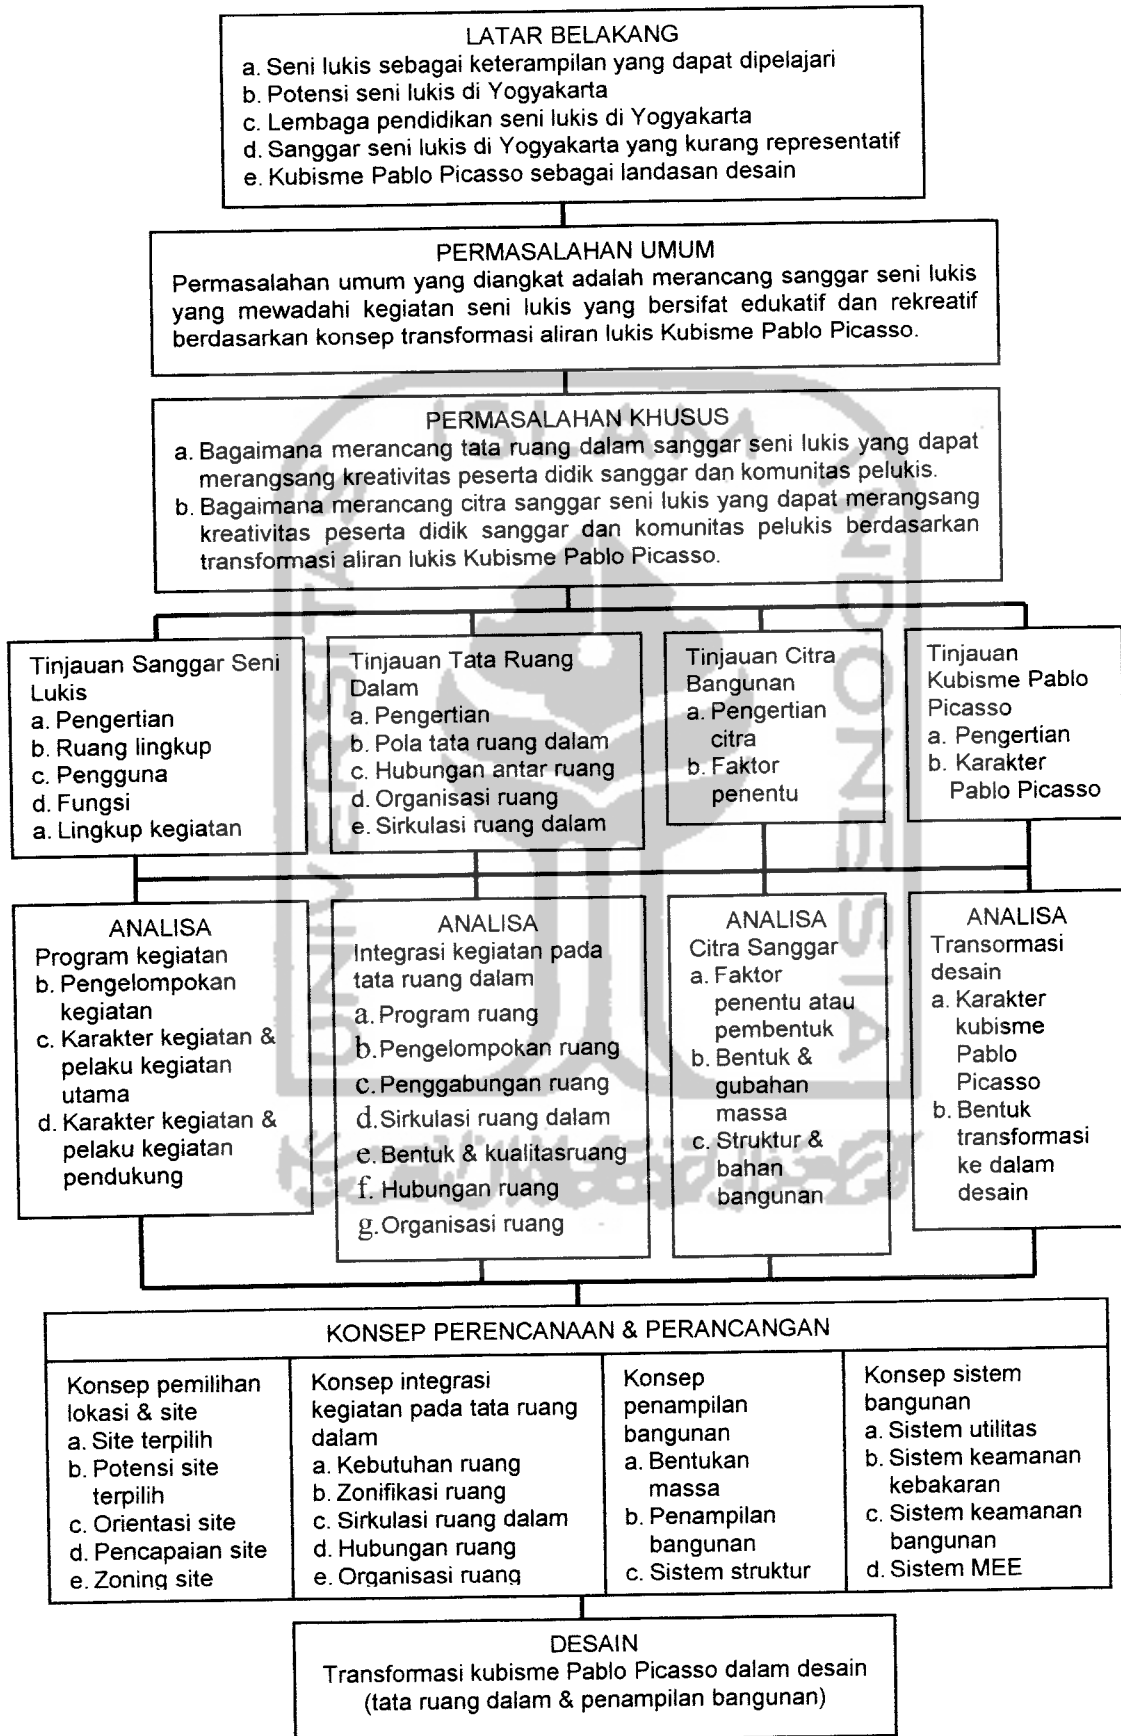 LATAR BELAKANG
a. Seni lukis sebagai keterampilan yang dapat dipelajari
b. Potensi seni lukis di Yogyakarta
c. Lembaga pendidikan seni lukis di Yogyakarta
d. Sanggar seni lukis di Yogyakarta yang kurang representatif
e. Kubisme Pablo Picasso sebagai landasan desain
PERMASALAHAN UMUM
Permasalahan umum yang diangkat adalah merancang sanggar seni lukis
yang mewadahi kegiatan seni lukis yang bersifat edukatif dan rekreatif
berdasarkan konsep transformasi aliran lukis Kubisme Pablo Picasso.
PERMASALAHAN KHUSUS
a. Bagaimana merancang tata ruang dalam sanggar seni lukis yang dapat
merangsang kreativitas peserta didik sanggar dan komunitas pelukis.
b. Bagaimana merancang citra sanggar seni lukis yang dapat merangsang
kreativitas peserta didik sanggar dan komunitas pelukis berdasarkan
transformasi aliran lukis Kubisme Pablo Picasso.
Tinjauan Sanggar Seni
Lukis
a. Pengertian
b. Ruang lingkup
c. Pengguna
d. Fungsi
a. Lingkup kegiatan
Tinjauan Tata Ruang
Dalam
a. Pengertian
b. Pola tata ruang dalam
c. Hubungan antar ruang
d. Organisasi ruang
e. Sirkulasi ruang dalam
Tinjauan Citra
Bangunan
a. Pengertian
citra
b. Faktor
penentu
Tinjauan
Kubisme Pablo
Picasso
a. Pengertian
b. Karakter
Pablo Picasso
ANALISA
Program kegiatan
b. Pengelompokan
kegiatan
c. Karakter kegiatan &
pelaku kegiatan
utama
d. Karakter kegiatan &
pelaku kegiatan
pendukung
ANALISA
Integrasi kegiatan pada
tata ruang dalam
a. Program ruang
b. Pengelompokan ruang
c. Penggabungan ruang
d. Sirkulasi ruang dalam
e. Bentuk & kualitasruang
f. Hubungan ruang
g. Organisasi ruang
ANALISA
Citra Sanggar
a. Faktor
penentu atau
pembentuk
b. Bentuk &
gubahan
massa
c. Struktur &
bahan
bangunan
ANALISA
Transormasi
desain
a. Karakter
kubisme
Pablo
Picasso
b. Bentuk
transformasi
ke dalam
desain
KONSEP PERENCANAAN & PERANCANGAN
Konsep pemilihan
lokasi & site
a. Site terpilih
b. Potensi site
terpilih
c. Orientasi site
d. Pencapaian site
e. Zoning site
Konsep integrasi
kegiatan pada tata ruang
dalam
a. Kebutuhan ruang
b. Zonifikasi ruang
c. Sirkulasi ruang dalam
d. Hubungan ruang
e. Organisasi ruang
Konsep
penampilan
bangunan
a. Bentukan
massa
b. Penampilan
bangunan
c. Sistem struktur
Konsep sistem
bangunan
a. Sistem utilitas
b. Sistem keamanan
kebakaran
c. Sistem keamanan
bangunan
d. Sistem MEE
DESAIN
Transformasi kubisme Pablo Picasso dalam desain
(tata ruang dalam & penampilan bangunan)
UNIVERSITAS
ISLAM
INDONESIA